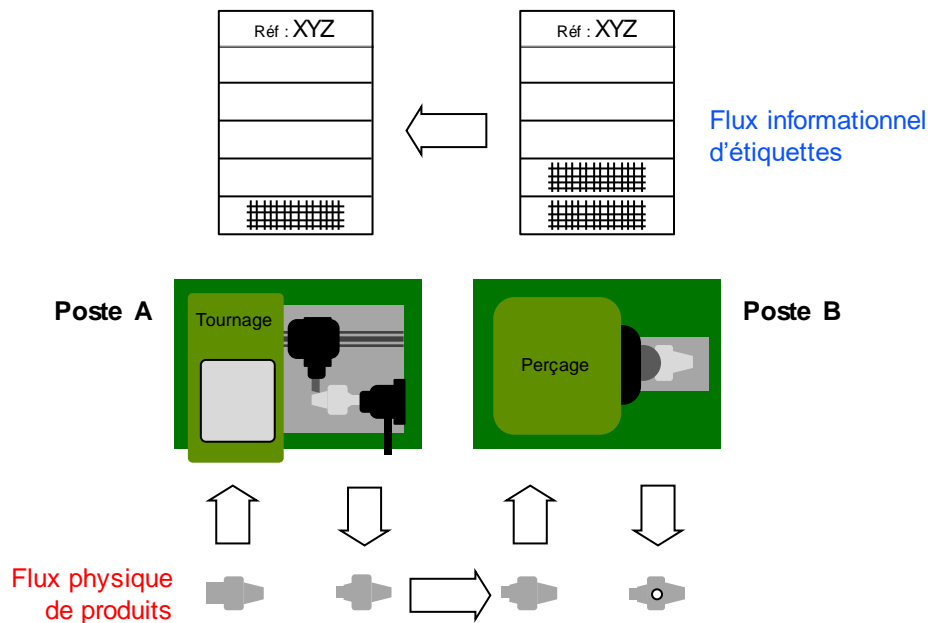 Réf : XYZ
Réf : XYZ
Flux informationnel
d'étiquettes
Poste A
Tournage
Perçage
Poste B
Flux physique
de produits